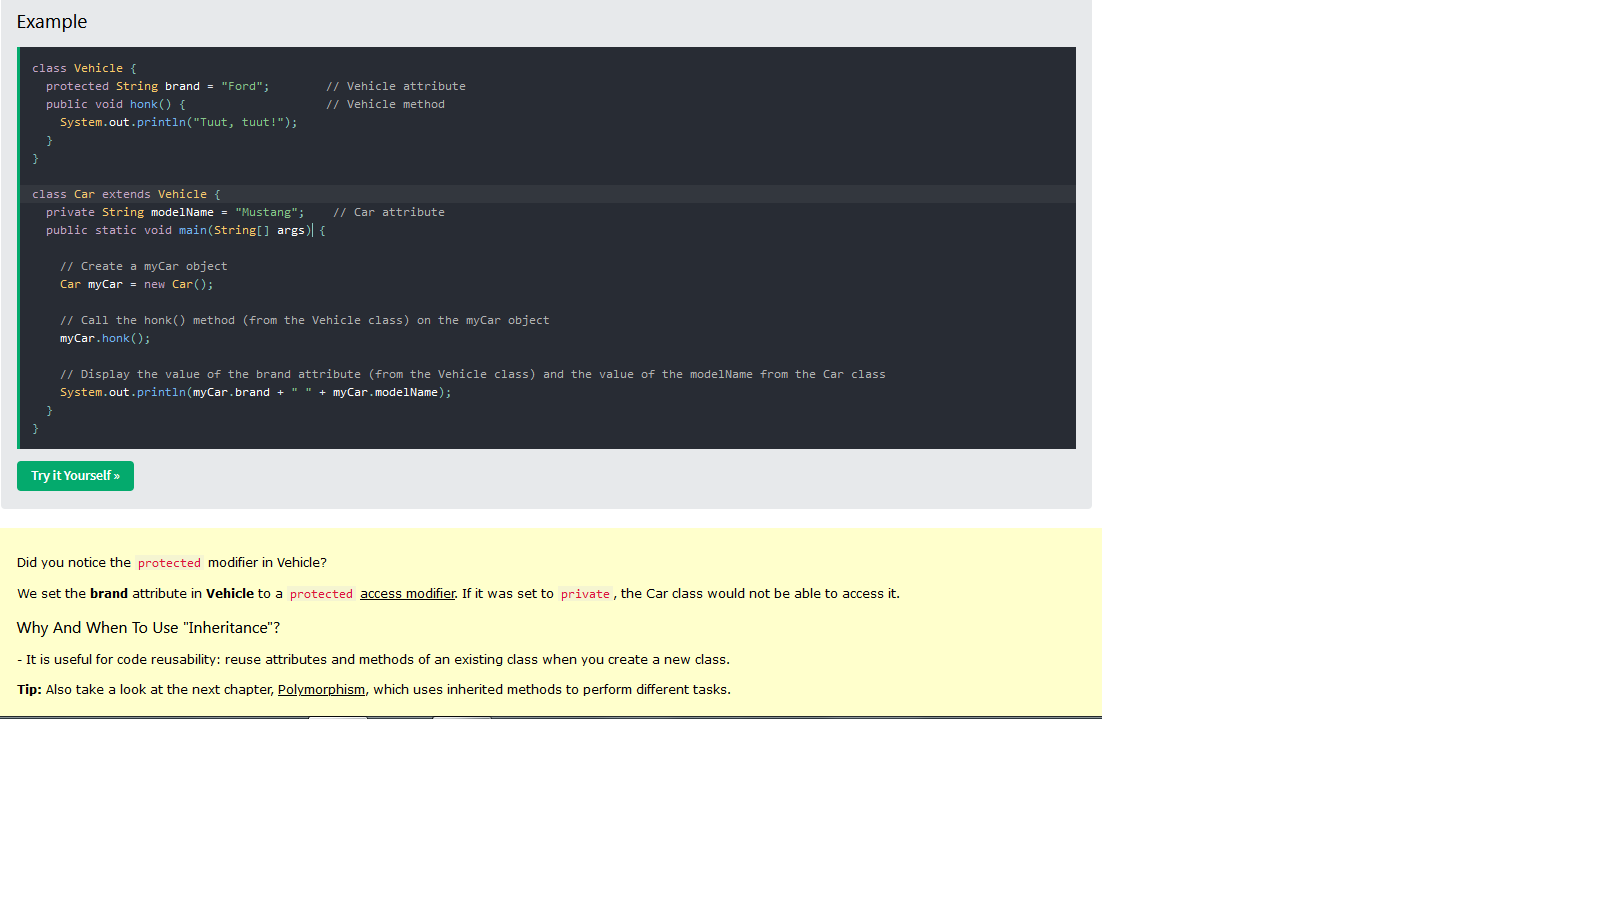 Example
class Vehicle {
  protected String brand = "Ford";        // Vehicle attribute
  public void honk() {                    // Vehicle method
    System.out.println("Tuut, tuut!");
  }
}
class Car extends Vehicle {
  private String modelName = "Mustang";    // Car attribute
  public static void main(String[] args) {
    // Create a myCar object
    Car myCar = new Car();
    // Call the honk() method (from the Vehicle class) on the myCar object
    myCar.honk();
    // Display the value of the brand attribute (from the Vehicle class) and the value of the modelName from the Car class
    System.out.println(myCar.brand + " " + myCar.modelName);
  }
}
Try it Yourself »
Did you notice the protected modifier in Vehicle?
We set the brand attribute in Vehicle to a protected access modifier. If it was set to private, the Car class would not be able to access it.
Why And When To Use "Inheritance"?
- It is useful for code reusability: reuse attributes and methods of an existing class when you create a new class.
Tip: Also take a look at the next chapter, Polymorphism, which uses inherited methods to perform different tasks.